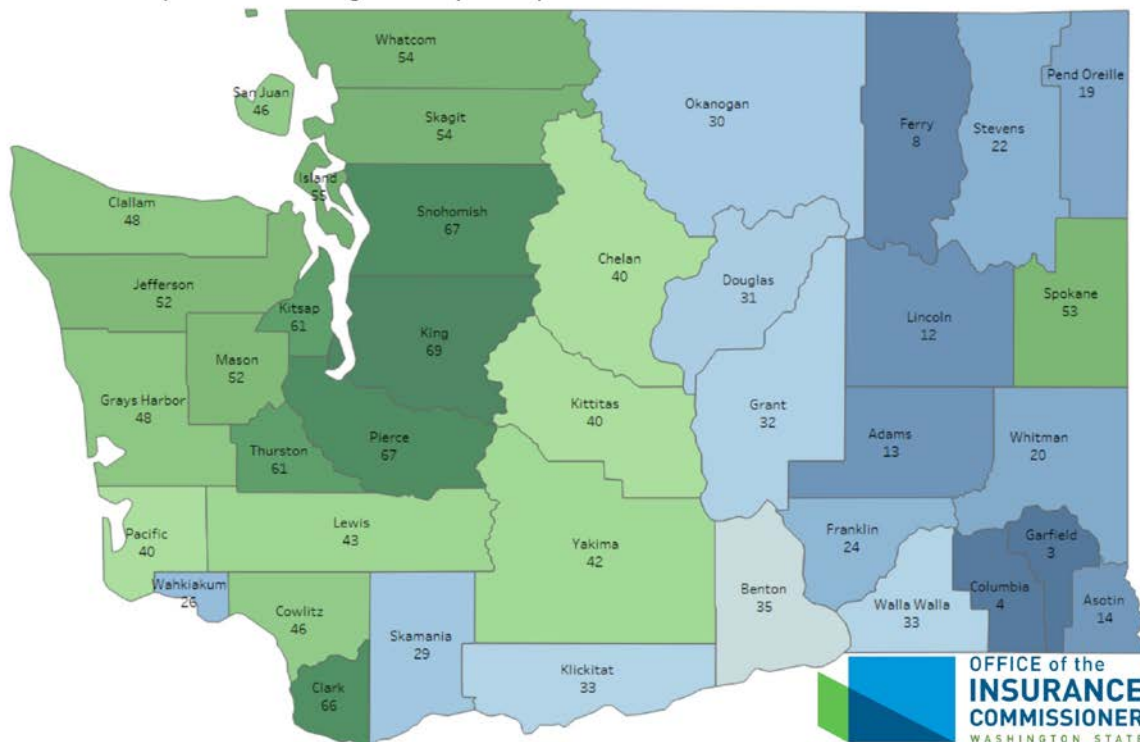 Whatcom
54
San Juan
46
Skagit
54
Island
55
Clallam
48
Snohomish
67
Jefferson
52
Kitsap
61
King
69
Mason
52
Grays Harbor
48
Thurston
61
Pierce
67
Pacific
40
Lewis
43
Wahkiakum
26
Cowlitz
46
Clark
66
Skamania
29
Okanogan
30
Chelan
40
Douglas
31
Kittitas
40
Grant
32
Yakima
42
Klickitat
33
Benton
35
Ferry
8
Stevens
22
Pend Oreille
19
Lincoln
12
Spokane
53
Adams
13
Whitman
20
Franklin
24
Walla Walla
33
Columbia
4
Garfield
3
Asotin
14
OFFICE of the
INSURANCE
COMMISSIONER
WASHINGTON STATE